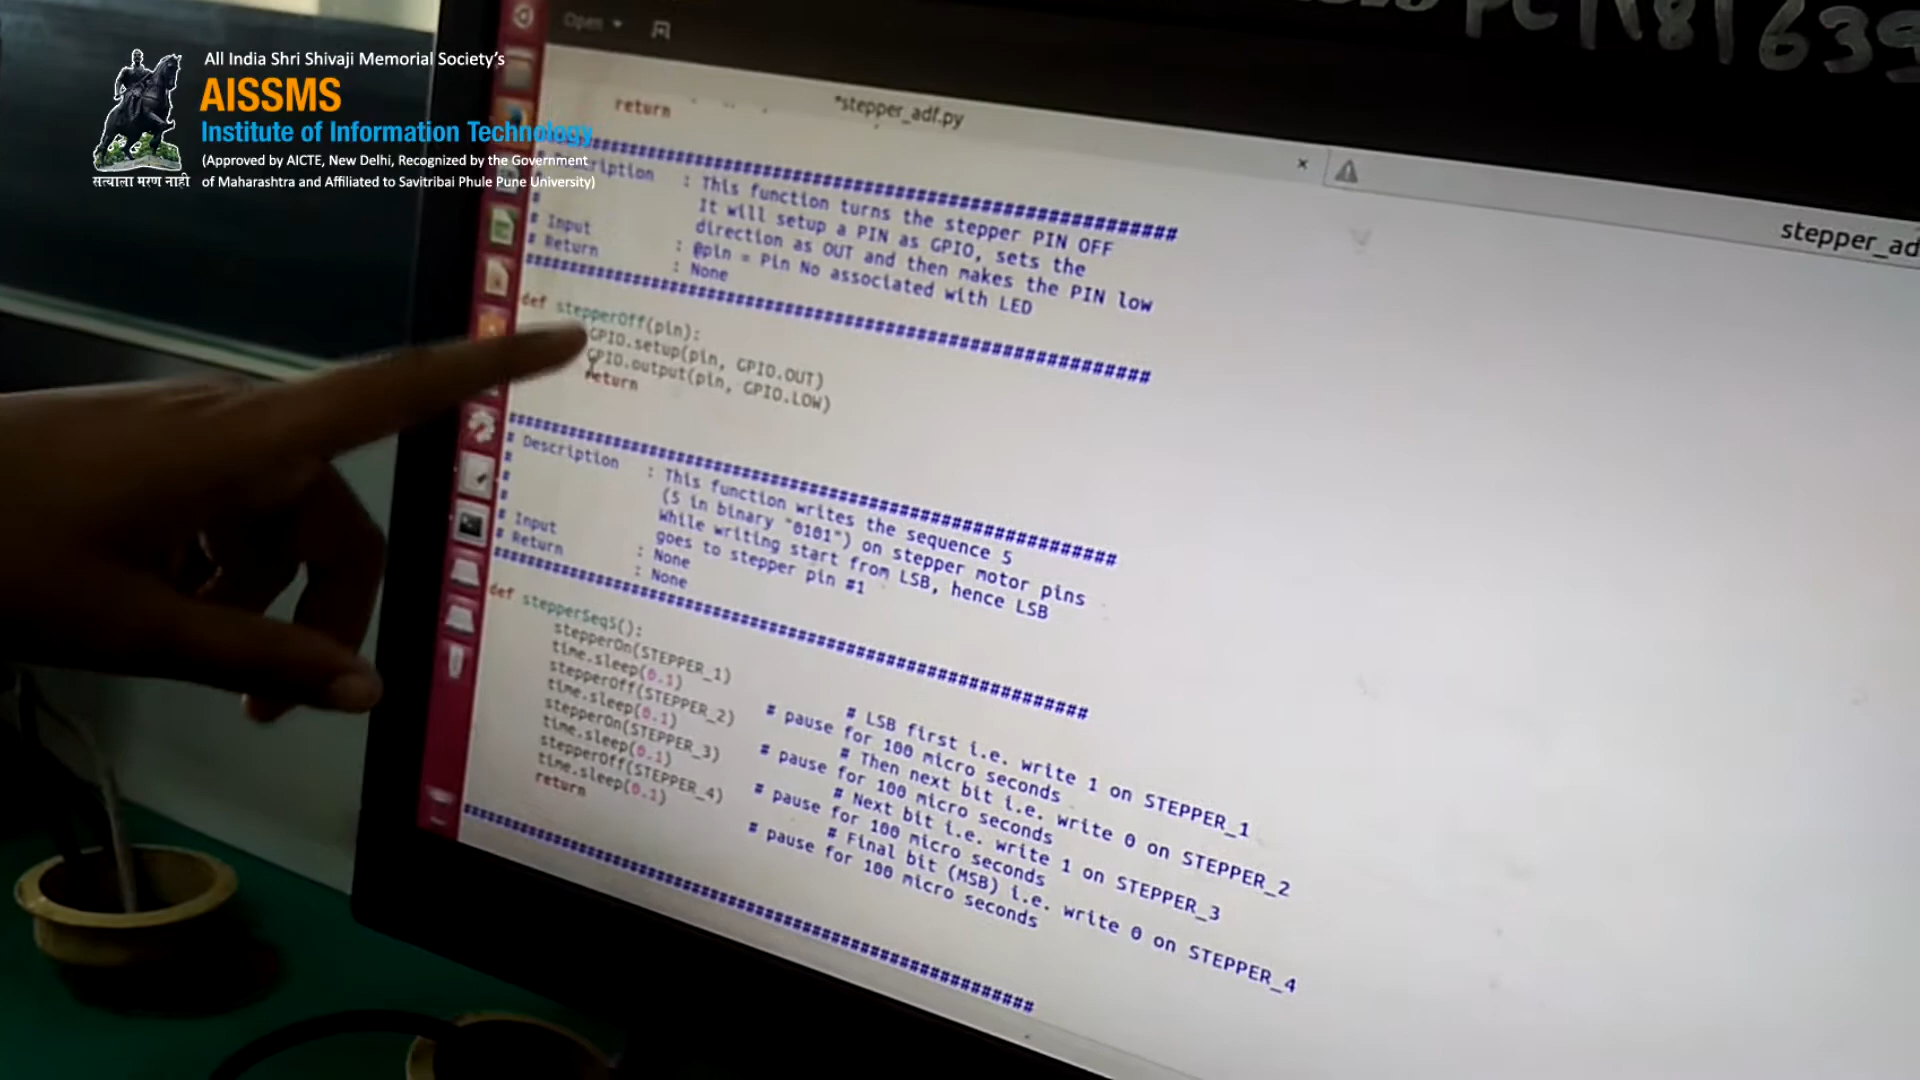 All India Shri Shivaji Memorial Society's
AISSMS
Institute of Information Technology
(Approved by AICTE, New Delhi, Recognized by the Government
of Maharashtra and Affiliated to Savitribai Phule Pune University)
सत्याला मरण नाही
639
Open
*stepper_adf.py
stepper_ad
return
: This function turns the stepper PIN OFF
# It will setup a PIN as GPIO, sets the
direction as OUT and then makes the PIN low
# Input : @pin = Pin No associated with LED
# Return : None
def stepperOff(pin):
GPIO.setup(pin, GPIO.OUT)
GPIO.output(pin, GPIO.LOW)
return
# Description : This function writes the sequence 5
# (5 in binary "0101") on stepper motor pins
# While writing start from LSB, hence LSB
# goes to stepper pin #1
# Input : None
# Return : None
def stepperSeq5():
stepperOn(STEPPER_1) # LSB first i.e. write 1 on STEPPER_1
time.sleep(0.1) # pause for 100 micro seconds
stepperOff(STEPPER_2) # Then next bit i.e. write 0 on STEPPER_2
time.sleep(0.1) # pause for 100 micro seconds
stepperOn(STEPPER_3) # Next bit i.e. write 1 on STEPPER_3
time.sleep(0.1) # pause for 100 micro seconds
stepperOff(STEPPER_4) # Final bit (MSB) i.e. write 0 on STEPPER_4
time.sleep(0.1) # pause for 100 micro seconds
return